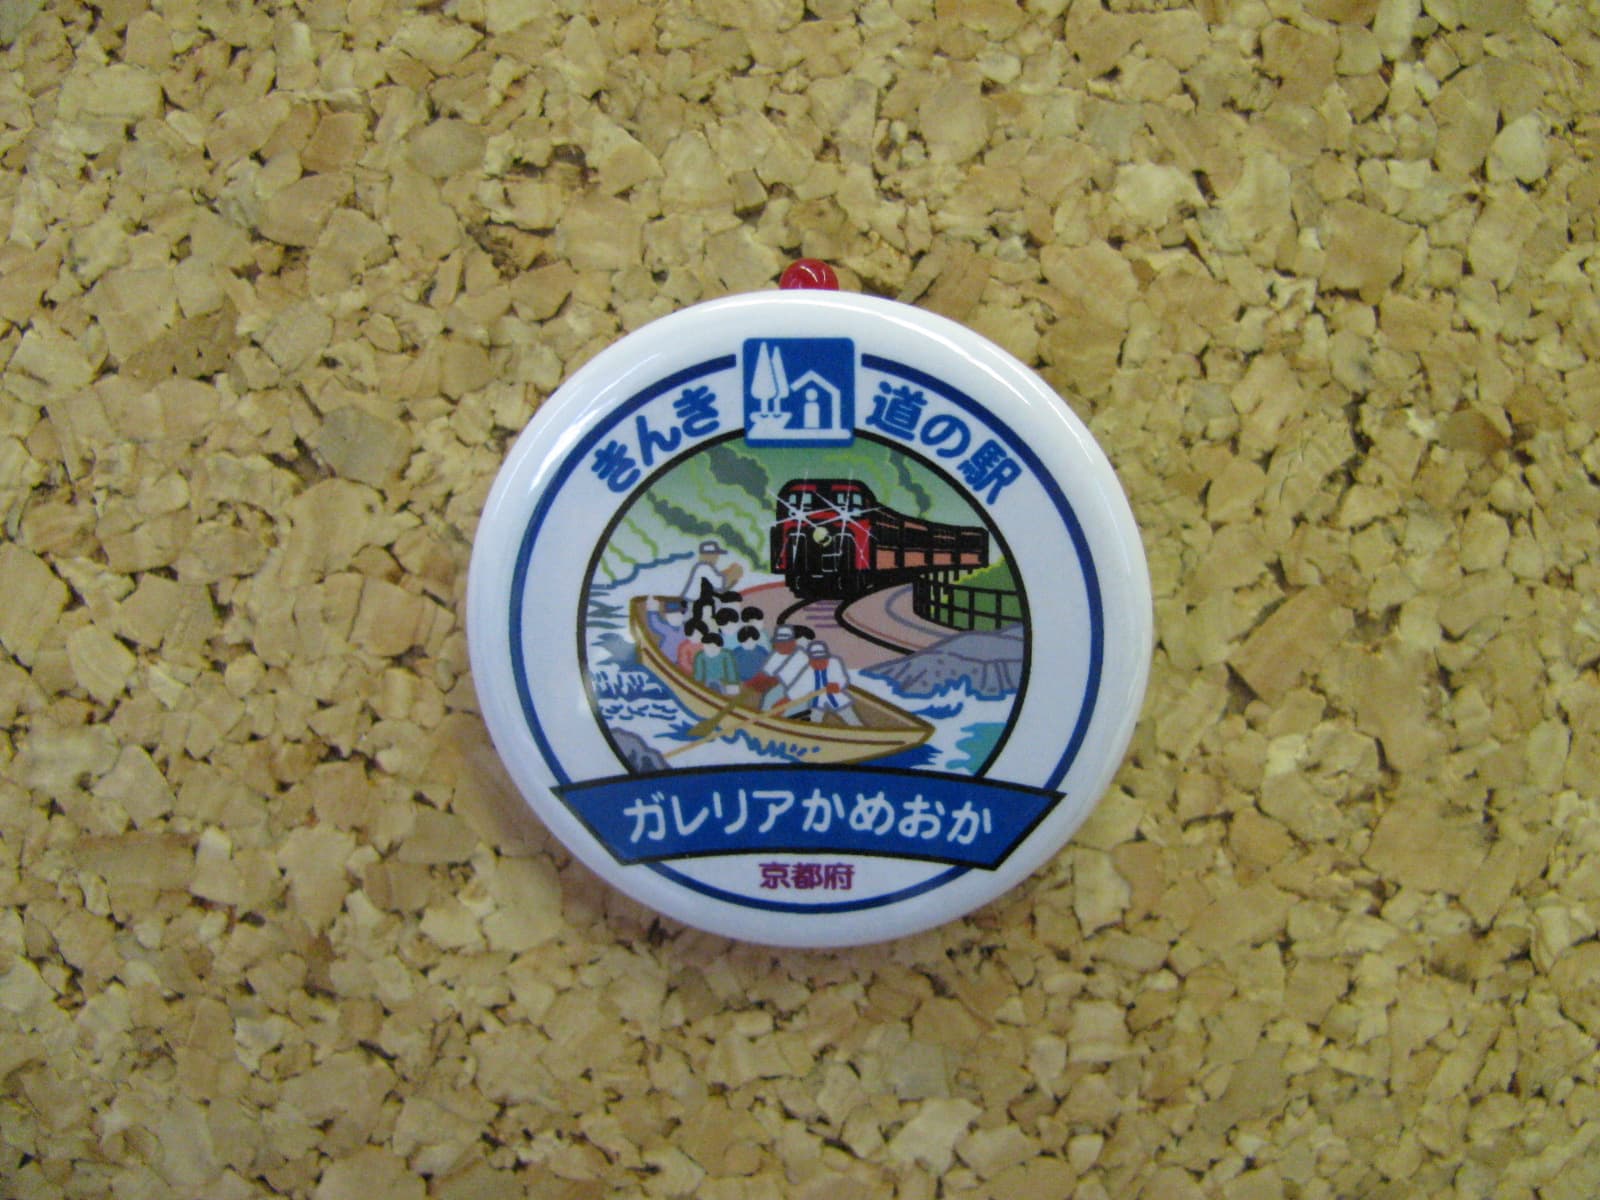 きんき 道の駅
ガレリアかめおか
京都府